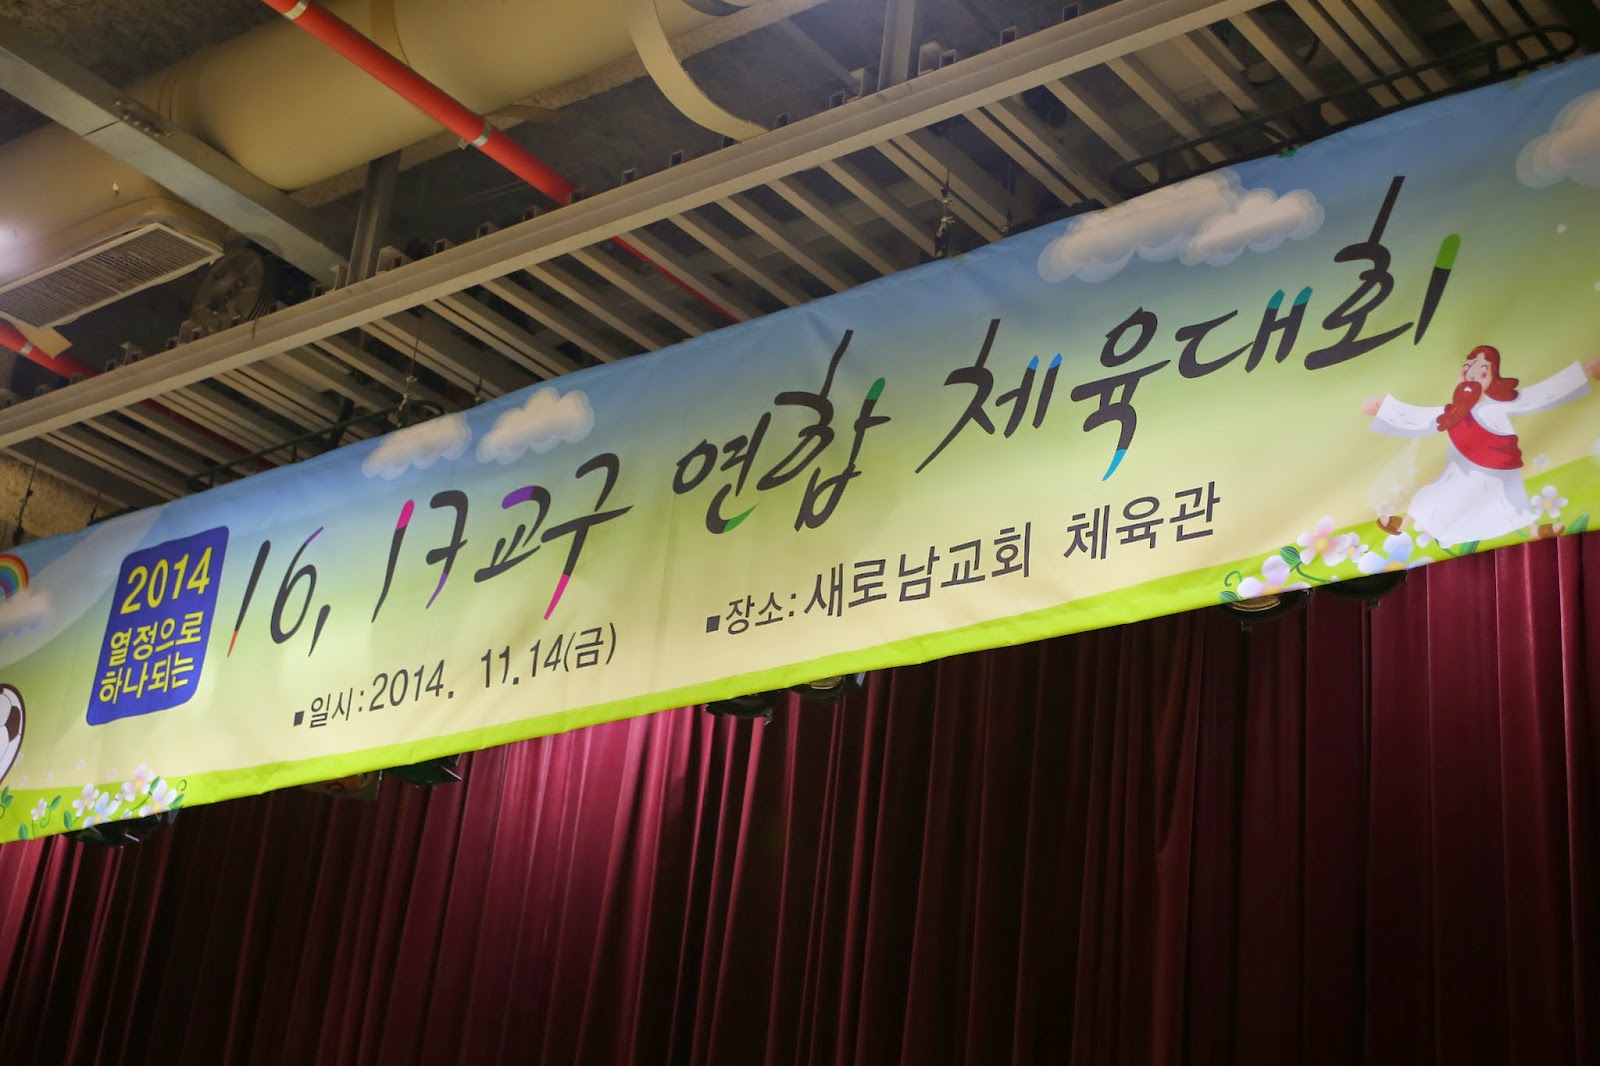 2014
열정으로
하나되는
16, 17교구 연합 체육대회
■일시:2014. 11.14(금)
■장소:새로남교회 체육관